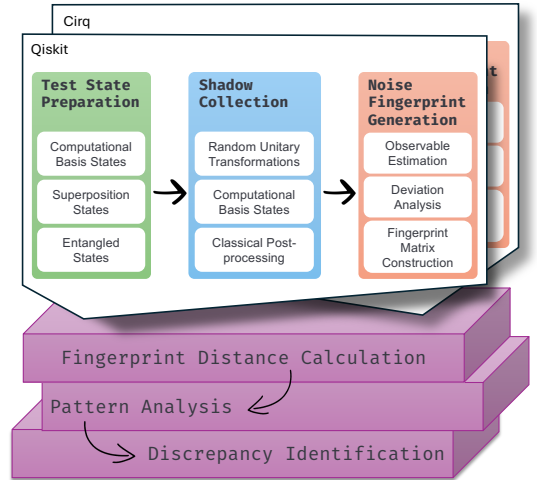 Cirq
Qiskit
Test State
Preparation
Computational
Basis States
Superposition
States
Entangled
States
Shadow
Collection
Random Unitary
Transformations
Computational
Basis States
Classical Post-
processing
Noise
Fingerprint
Generation
Observable
Estimation
Deviation
Analysis
Fingerprint
Matrix
Construction
Fingerprint Distance Calculation
Pattern Analysis
Discrepancy Identification